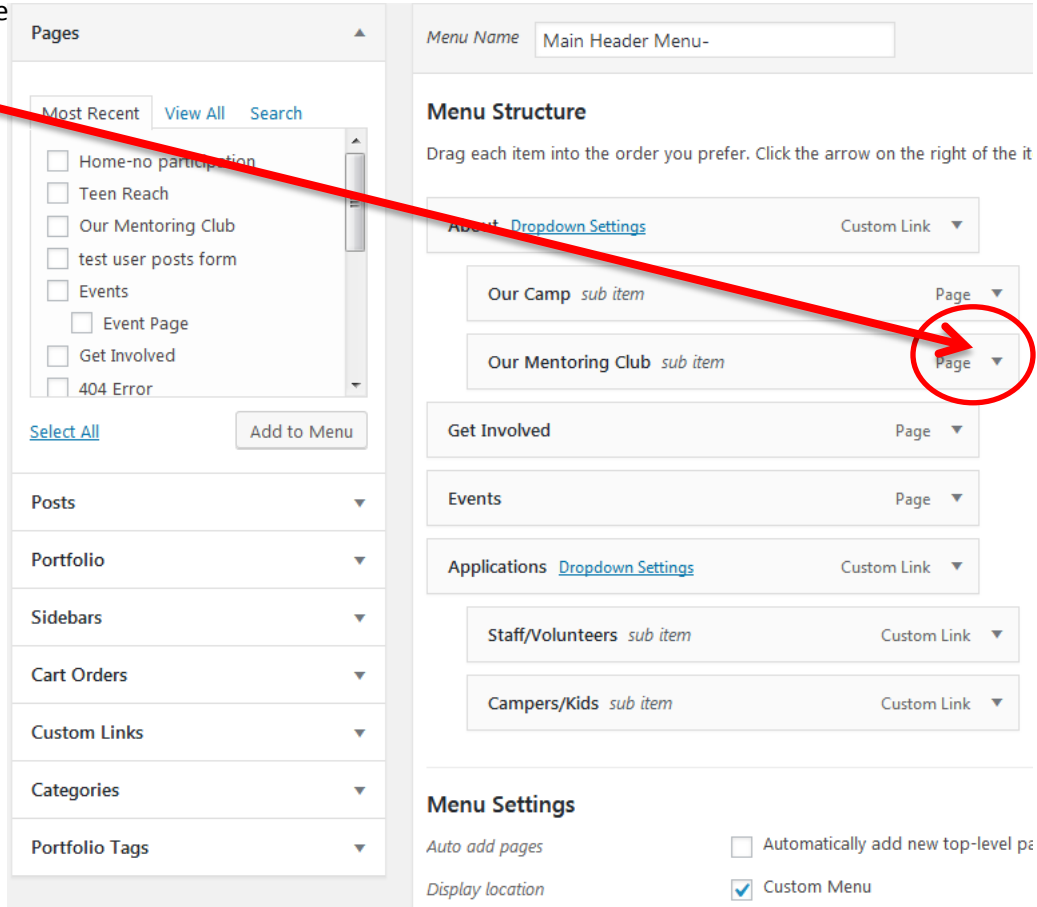 e
Pages
Most Recent View All Search
Home-no participation
Teen Reach
Our Mentoring Club
test user posts form
Events
Event Page
Get Involved
404 Error
Select All Add to Menu
Posts
Portfolio
Sidebars
Cart Orders
Custom Links
Categories
Portfolio Tags
Menu Name Main Header Menu-
Menu Structure
Drag each item into the order you prefer. Click the arrow on the right of the it
About Dropdown Settings Custom Link
Our Camp sub item Page
Our Mentoring Club sub item Page
Get Involved Page
Events Page
Applications Dropdown Settings Custom Link
Staff/Volunteers sub item Custom Link
Campers/Kids sub item Custom Link
Menu Settings
Auto add pages Automatically add new top-level pa
Display location Custom Menu